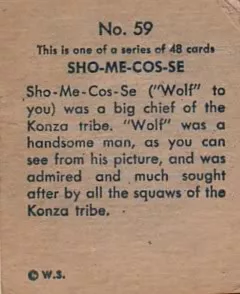 No. 59
This is one of a series of 48 cards
SHO-ME-COS-SE
Sho-Me-Cos-Se ("Wolf" to
you) was a big chief of the
Konza tribe. "Wolf" was a
handsome man, as you can
see from his picture, and was
admired and much sought
after by all the squaws of the
Konza tribe.
© W.S.